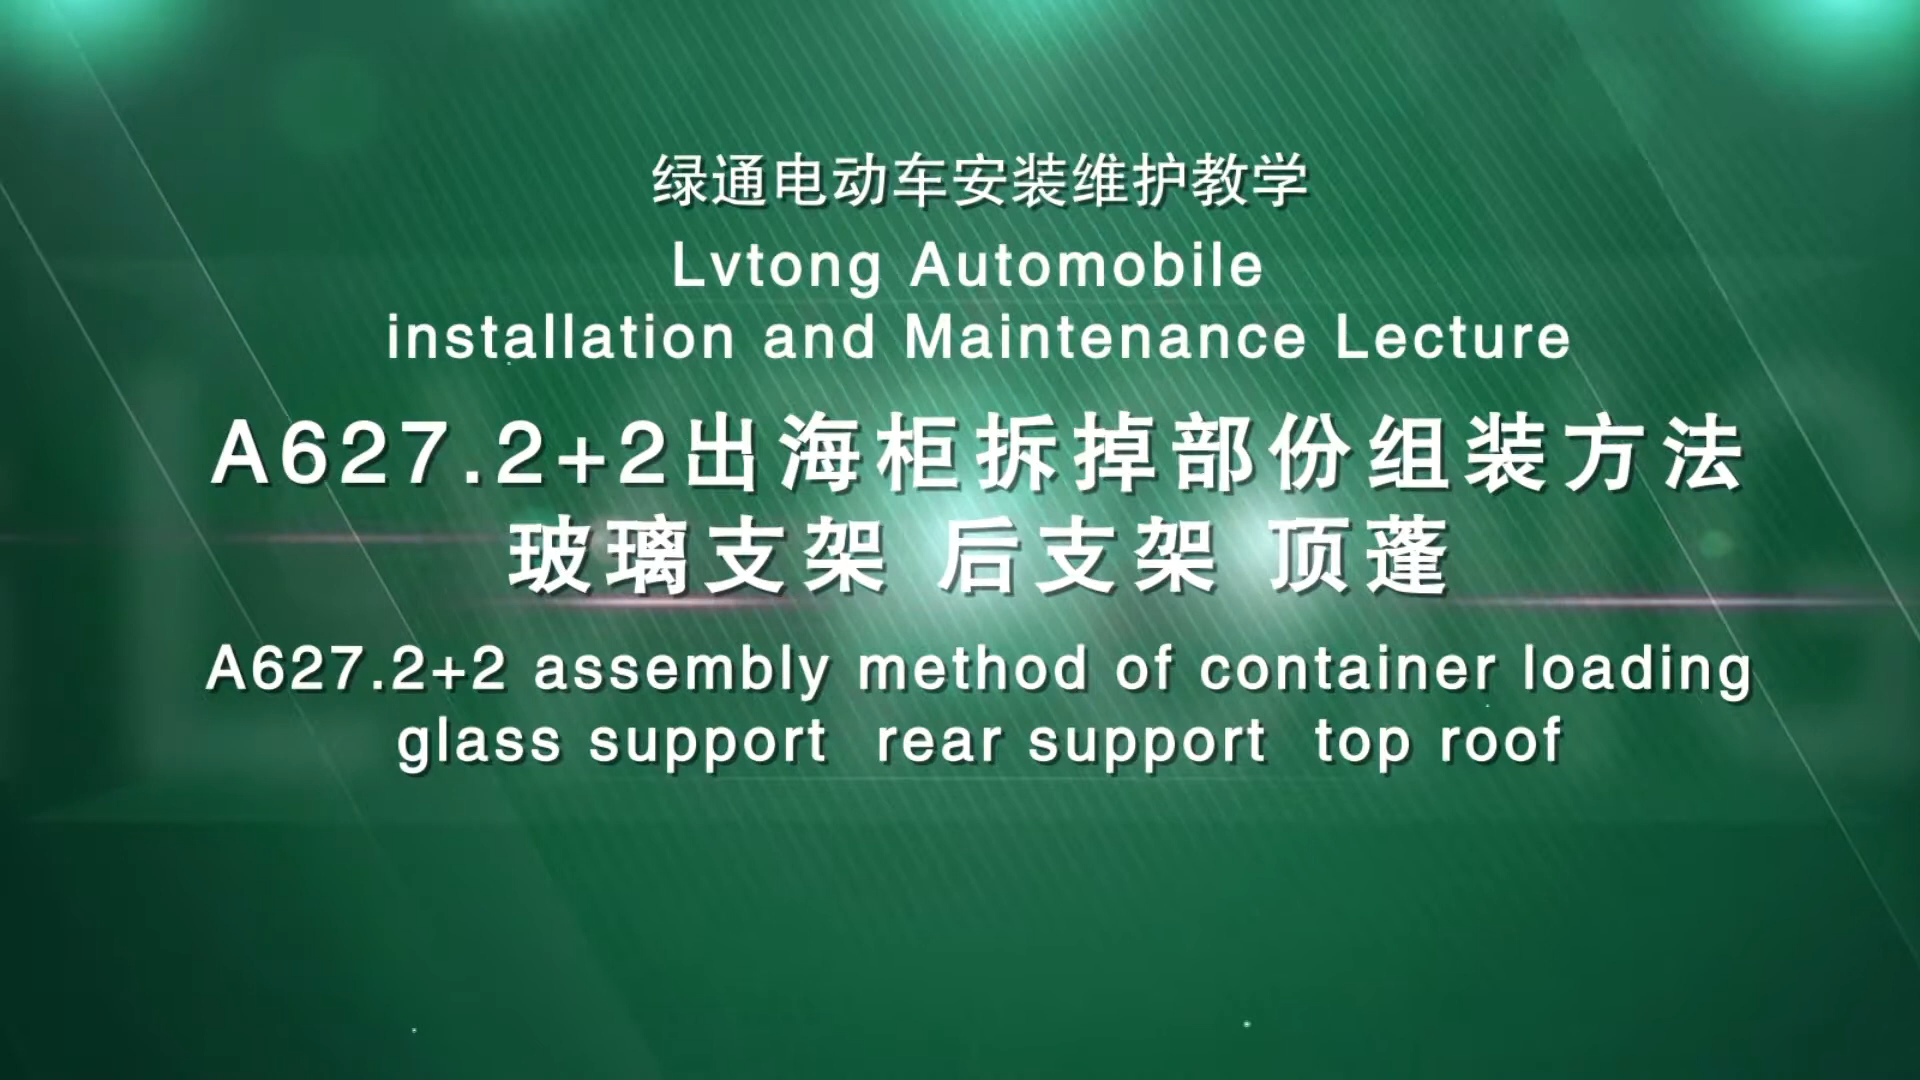 绿通电动车安装维护教学
Lvtong Automobile
installation and Maintenance Lecture
A627.2+2出海柜拆掉部份组装方法
玻璃支架 后支架 顶蓬
A627.2+2 assembly method of container loading
glass support rear support top roof